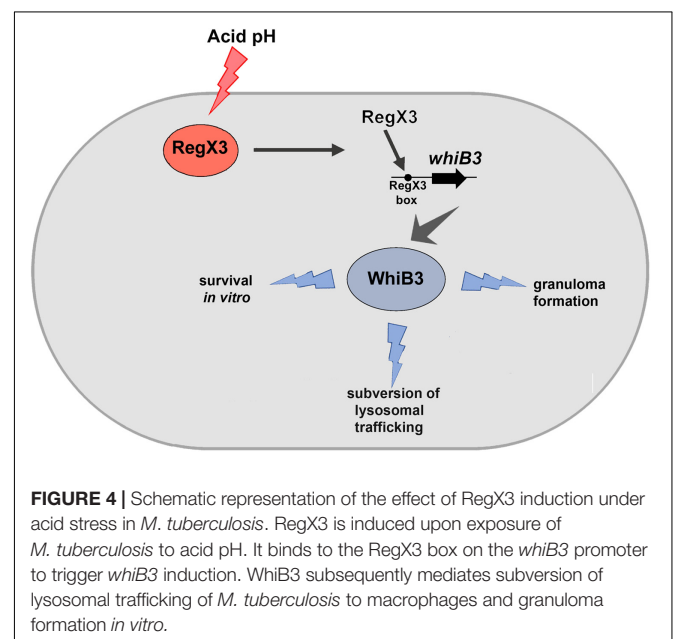 Acid pH
RegX3
RegX3
whiB3
RegX3
box
WhiB3
survival
in vitro
granuloma
formation
subversion of
lysosomal
trafficking
FIGURE 4 | Schematic representation of the effect of RegX3 induction under
acid stress in M. tuberculosis. RegX3 is induced upon exposure of
M. tuberculosis to acid pH. It binds to the RegX3 box on the whiB3 promoter
to trigger whiB3 induction. WhiB3 subsequently mediates subversion of
lysosomal trafficking of M. tuberculosis to macrophages and granuloma
formation in vitro.